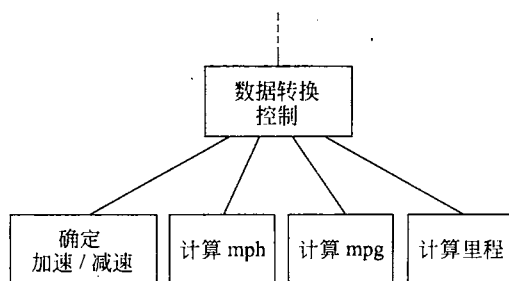 数据转换
控制
确定
加速/减速
计算 mph
计算 mpg
计算里程